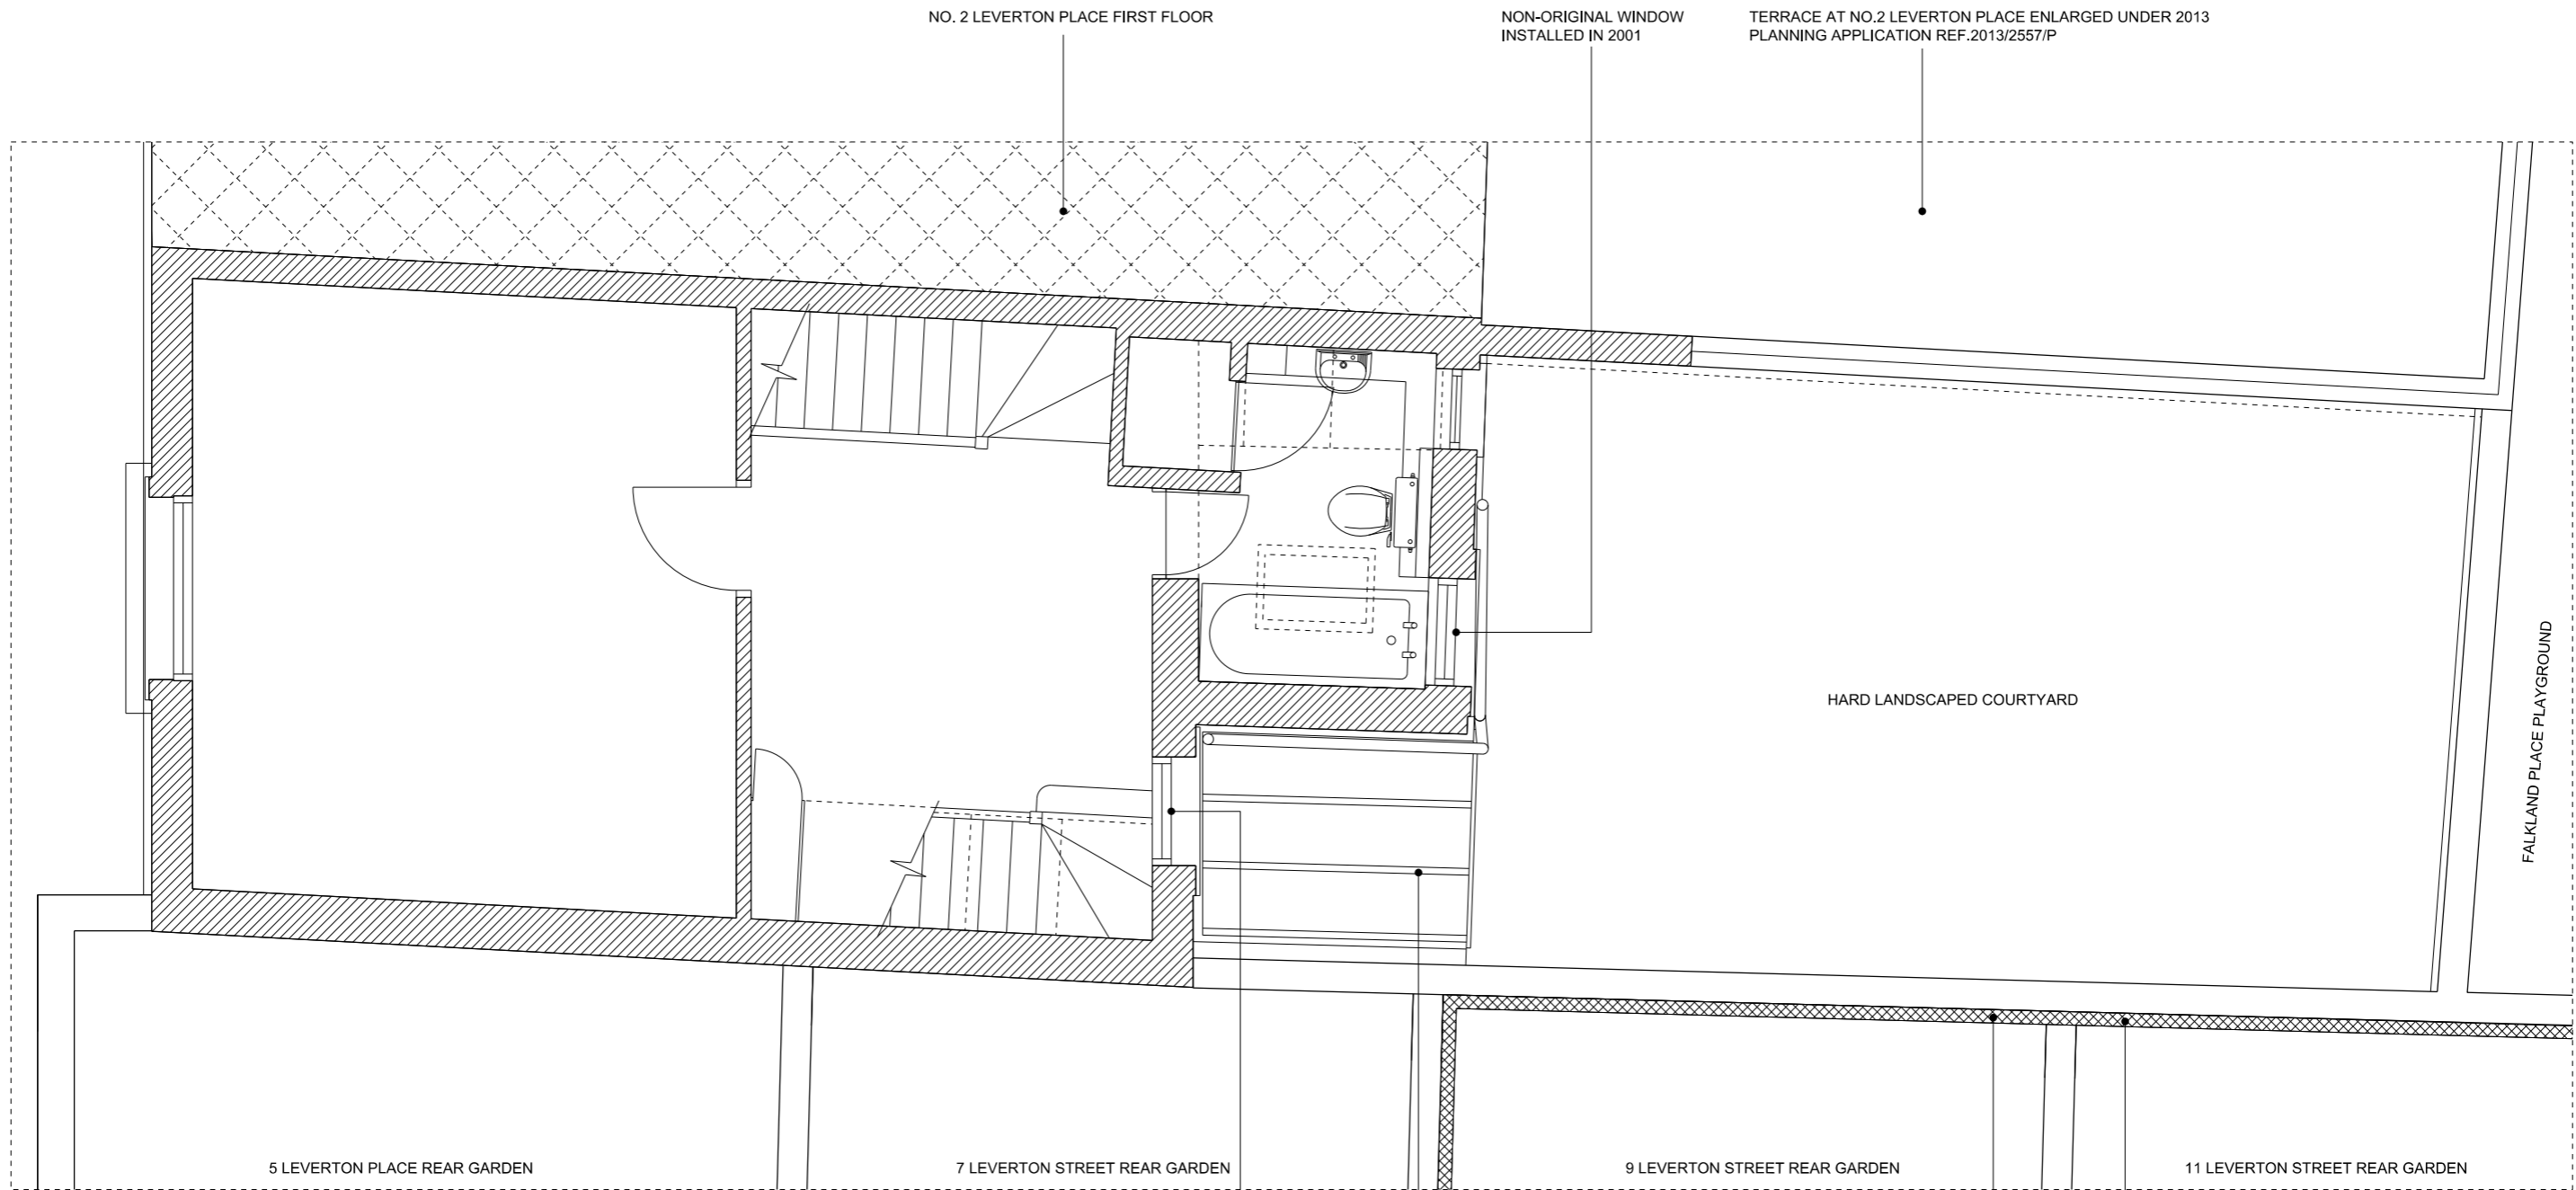 NO. 2 LEVERTON PLACE FIRST FLOOR
NON-ORIGINAL WINDOW
INSTALLED IN 2001
TERRACE AT NO.2 LEVERTON PLACE ENLARGED UNDER 2013
PLANNING APPLICATION REF.2013/2557/P
HARD LANDSCAPED COURTYARD
FALKLAND PLACE PLAYGROUND
5 LEVERTON PLACE REAR GARDEN
7 LEVERTON STREET REAR GARDEN
9 LEVERTON STREET REAR GARDEN
11 LEVERTON STREET REAR GARDEN